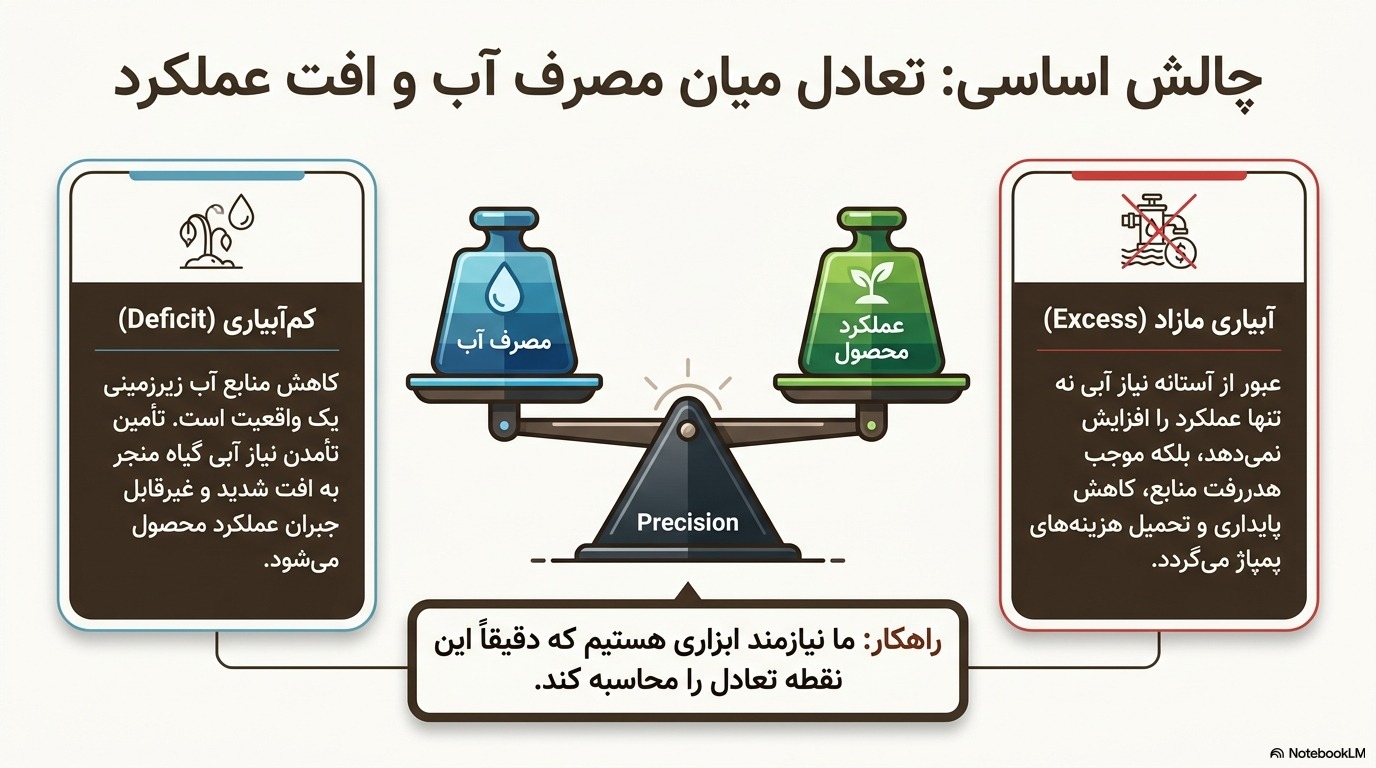 چالش اساسی: تعادل میان مصرف آب و افت عملکرد
آبیاری مازاد (Excess)
عبور از آستانه نیاز آبی نه
تنها عملکرد را افزایش
نمی‌دهد، بلکه موجب
هدررفت منابع، کاهش
پایداری و تحمیل هزینه‌های
پمپاژ می‌گردد.
عملکرد
محصول
مصرف آب
Precision
کم‌آبیاری (Deficit)
کاهش منابع آب زیرزمینی
یک واقعیت است. تأمین
تأمدن نیاز آبی گیاه منجر
به افت شدید و غیرقابل
جبران عملکرد محصول
می‌شود.
راهکار: ما نیازمند ابزاری هستیم که دقیقاً این
نقطه تعادل را محاسبه کند.
NotebookLM